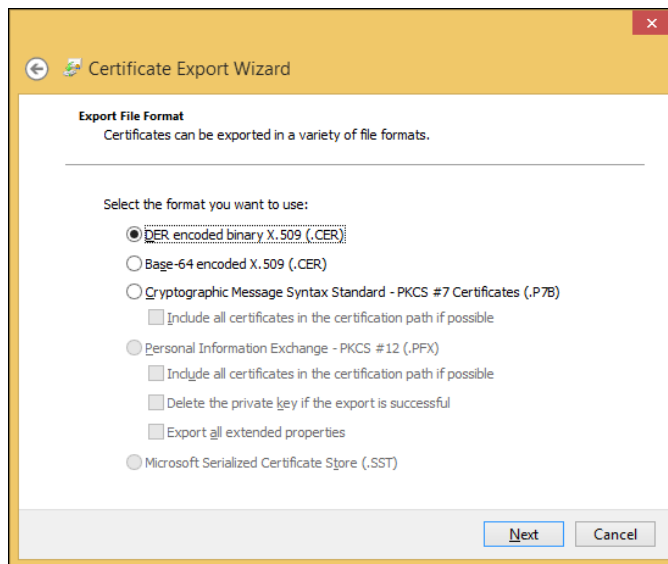 Certificate Export Wizard
Export File Format
Certificates can be exported in a variety of file formats.
Select the format you want to use:
DER encoded binary X.509 (.CER)
Base-64 encoded X.509 (.CER)
Cryptographic Message Syntax Standard - PKCS #7 Certificates (.P7B)
Include all certificates in the certification path if possible
Personal Information Exchange - PKCS #12 (.PFX)
Include all certificates in the certification path if possible
Delete the private key if the export is successful
Export all extended properties
Microsoft Serialized Certificate Store (.SST)
Next Cancel